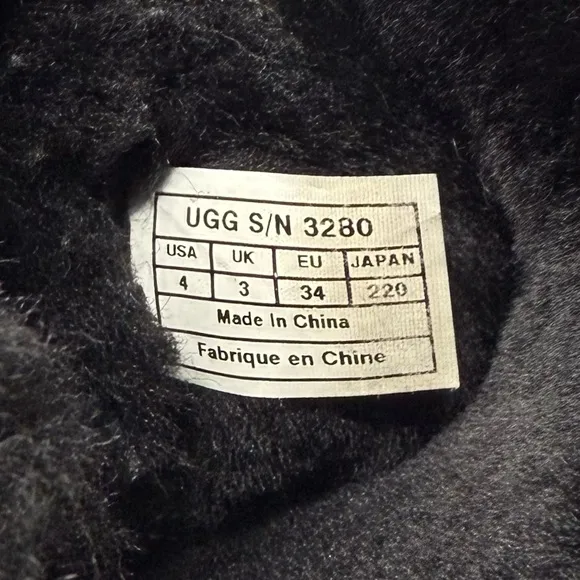 UGG S/N 3280
USA UK EU JAPAN
4 3 34 220
Made In China
Fabrique en Chine